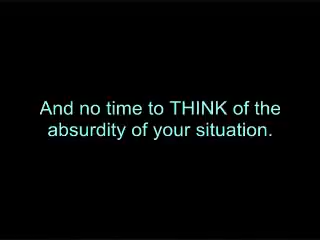 And no time to THINK of the
absurdity of your situation.